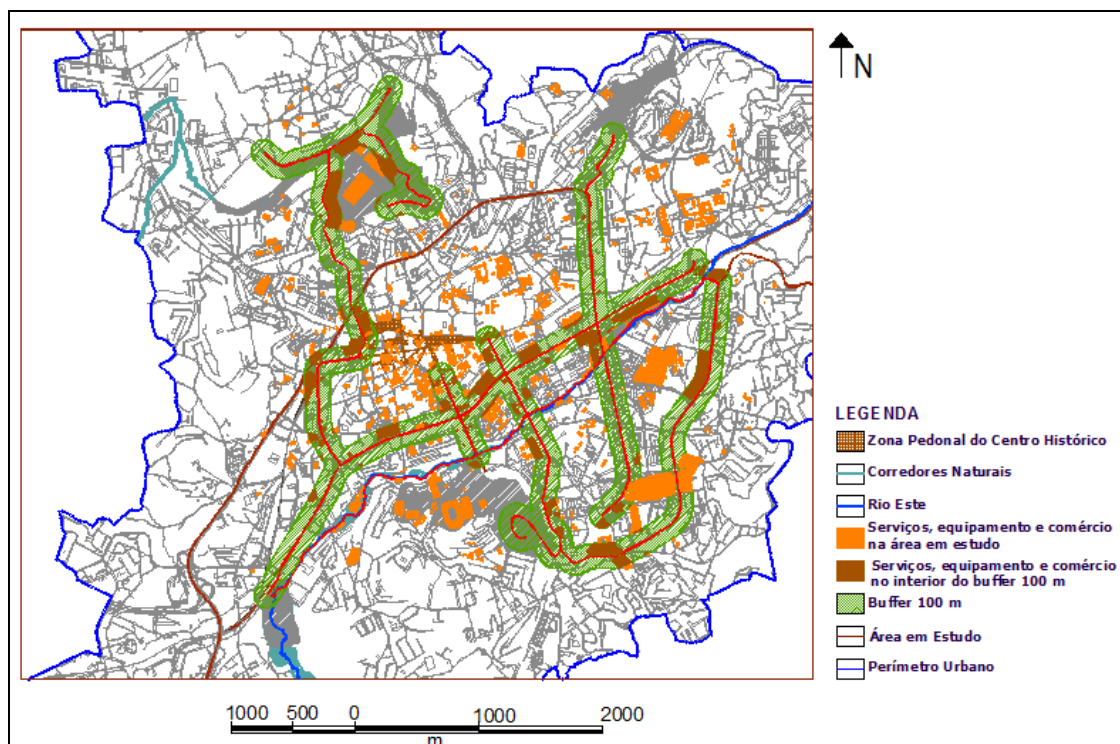 N
LEGENDA
Zona Pedonal do Centro Histórico
Corredores Naturais
Rio Este
Serviços, equipamento e comércio
na área em estudo
Serviços, equipamento e comércio
no interior do buffer 100 m
Buffer 100 m
Área em Estudo
Perímetro Urbano
1000 500 0 1000 2000
m